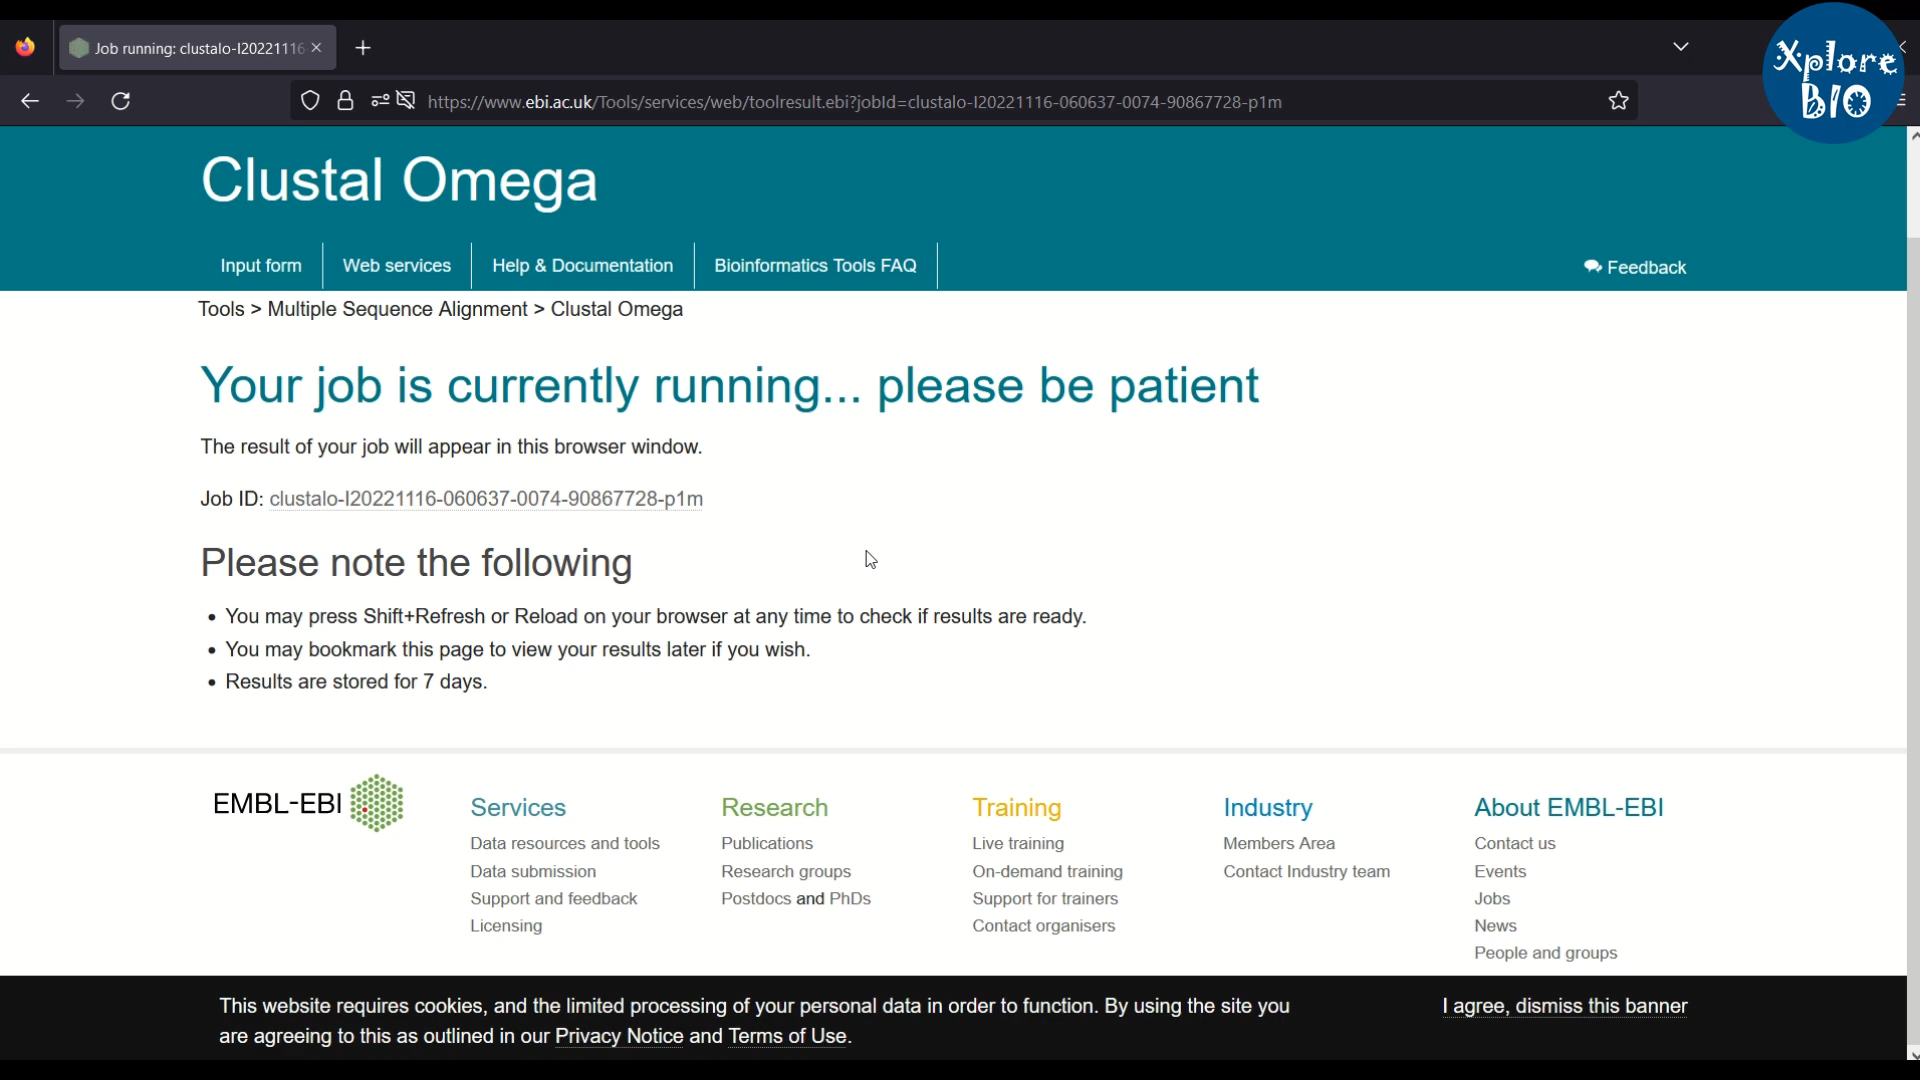 Job running: clustalo-I20221116
Xplore
BIO
https://www.ebi.ac.uk/Tools/services/web/toolresult.ebi?jobId=clustalo-I20221116-060637-0074-90867728-p1m
Clustal Omega
Input form
Web services
Help & Documentation
Bioinformatics Tools FAQ
Feedback
Tools > Multiple Sequence Alignment > Clustal Omega
Your job is currently running... please be patient
The result of your job will appear in this browser window.
Job ID: clustalo-I20221116-060637-0074-90867728-p1m
Please note the following
• You may press Shift+Refresh or Reload on your browser at any time to check if results are ready.
• You may bookmark this page to view your results later if you wish.
• Results are stored for 7 days.
EMBL-EBI
Services
Data resources and tools
Data submission
Support and feedback
Licensing
Research
Publications
Research groups
Postdocs and PhDs
Training
Live training
On-demand training
Support for trainers
Contact organisers
Industry
Members Area
Contact Industry team
About EMBL-EBI
Contact us
Events
Jobs
News
People and groups
This website requires cookies, and the limited processing of your personal data in order to function. By using the site you
are agreeing to this as outlined in our Privacy Notice and Terms of Use.
I agree, dismiss this banner